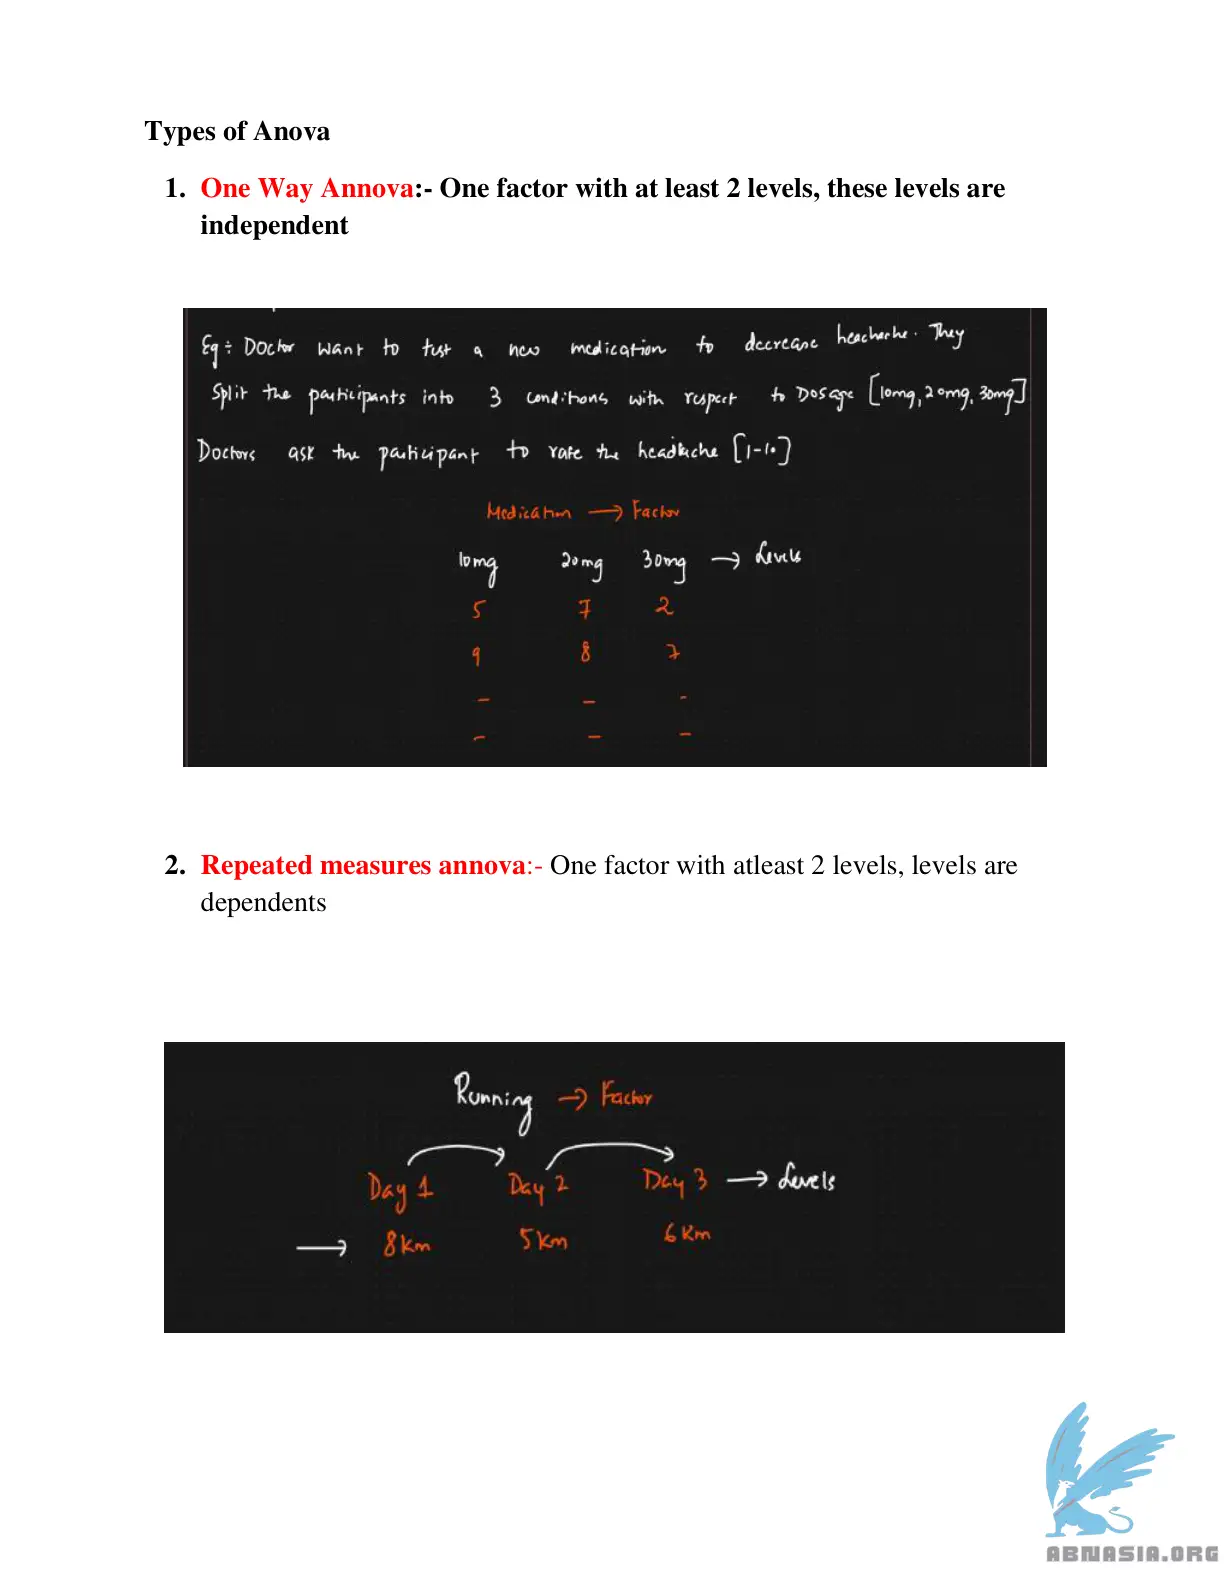 Types of Anova
1. One Way Annova:- One factor with at least 2 levels, these levels are
independent
Eg ÷ Doctor want to test a new medication to decrease headache. They
Split the participants into 3 conditions with respect to Dosage [10mg, 20mg, 30mg]
Doctors ask the participant to rate the headache [1-10]
Medication → Factor
10mg 20mg 30mg → Levels
5 7 2
9 8 7
- - -
- - -
2. Repeated measures annova:- One factor with atleast 2 levels, levels are
dependents
Running → Factor
Day 1 Day 2 Day 3 → Levels
→ 8km 5km 6km
ABNASIA.ORG